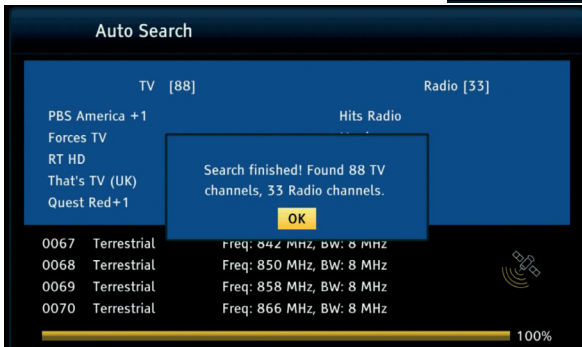 Auto Search
TV [88]
Radio [33]
PBS America +1
Hits Radio
Forces TV
RT HD
That's TV (UK)
Quest Red+1
Search finished! Found 88 TV
channels, 33 Radio channels.
OK
0067 Terrestrial Freq: 842 MHz, BW: 8 MHz
0068 Terrestrial Freq: 850 MHz, BW: 8 MHz
0069 Terrestrial Freq: 858 MHz, BW: 8 MHz
0070 Terrestrial Freq: 866 MHz, BW: 8 MHz
100%